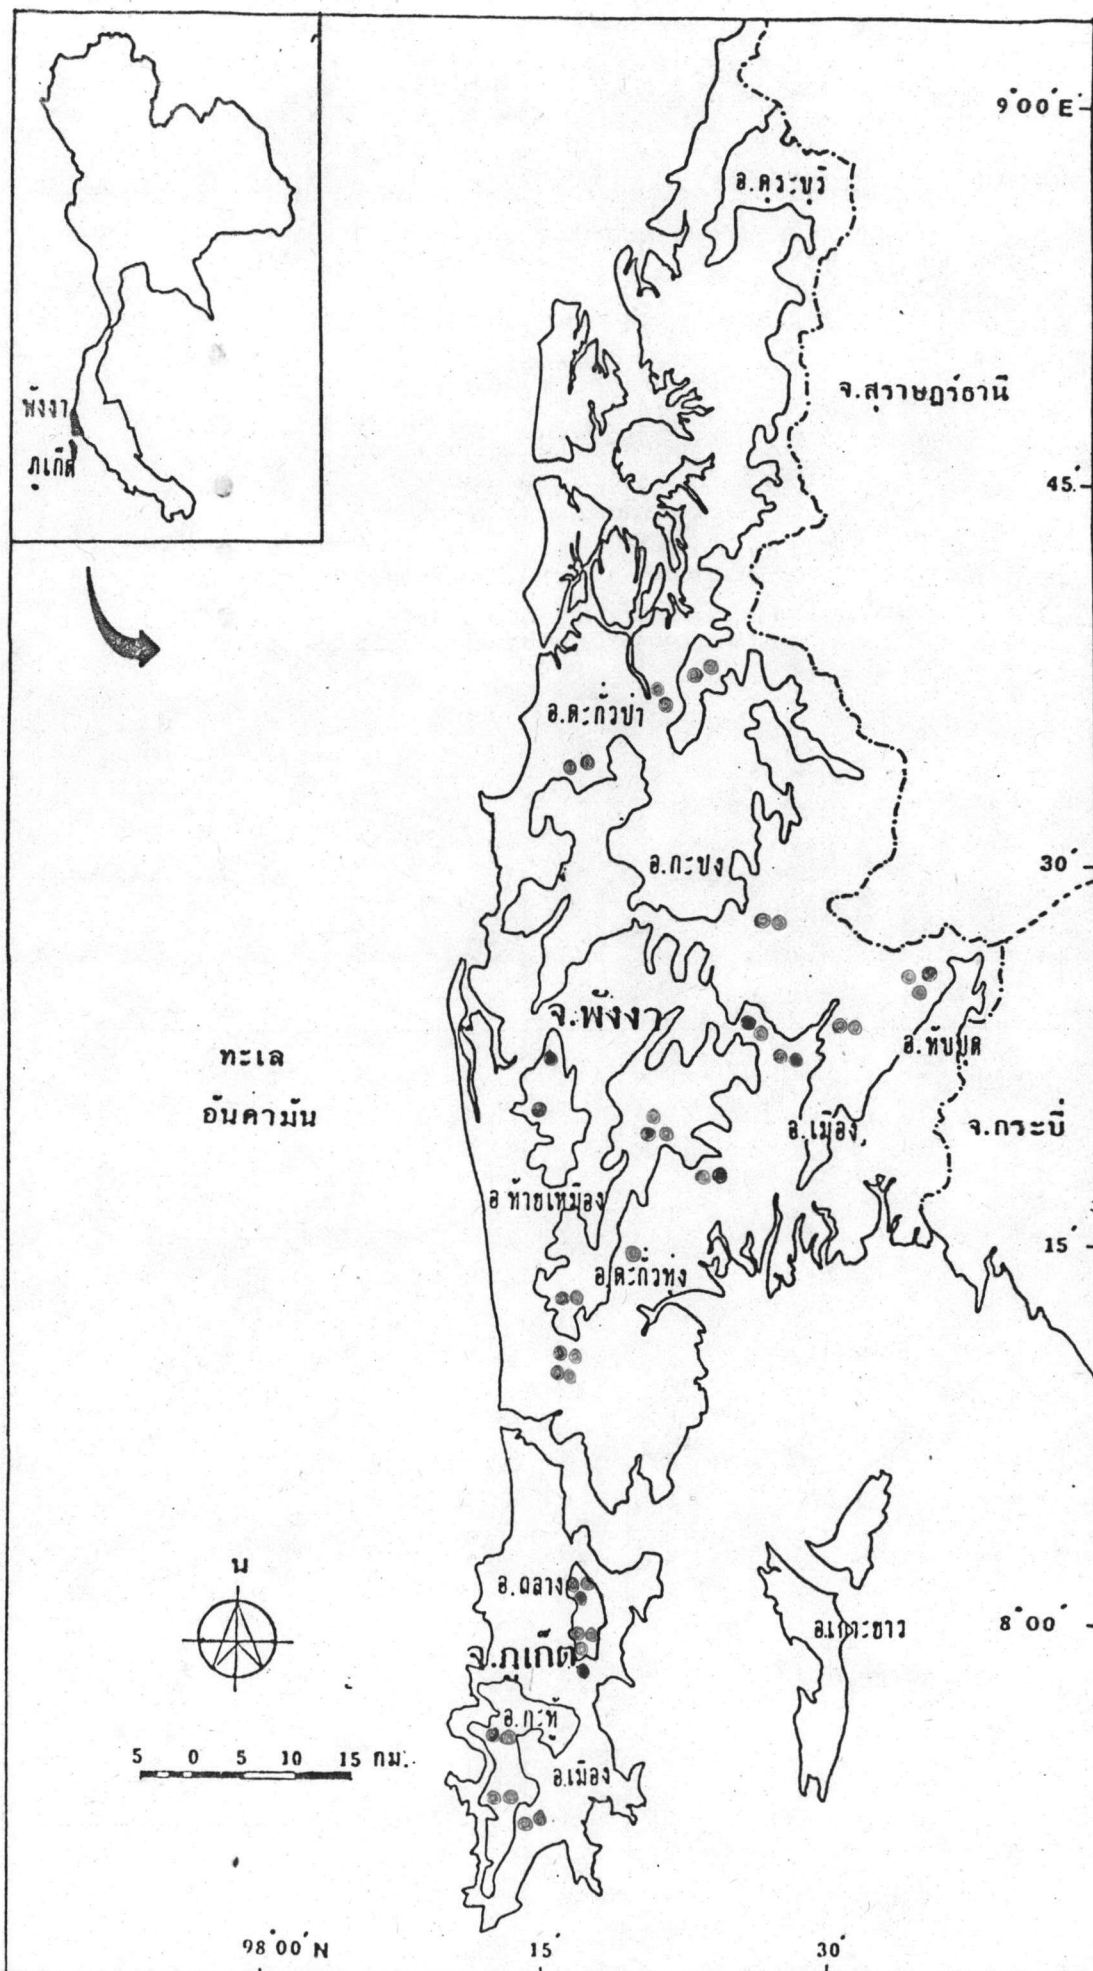 พังงา
ภูเก็ต
9°00'E
อ.คุระบุรี
จ.สุราษฎร์ธานี
45'
อ.ตะกั่วป่า
อ.กะปง
30'
จ.พังงา
ทะเล
อันดามัน
อ.ทับปุด
อ.เมือง
จ.กระบี่
อ.ท้ายเหมือง
15'
อ.ตะกั่วทุ่ง
น
อ.ถลาง
8°00'
อ.เกาะยาว
จ.ภูเก็ต
อ.กะทู้
5 0 5 10 15 กม.
อ.เมือง
98°00'N 15' 30'